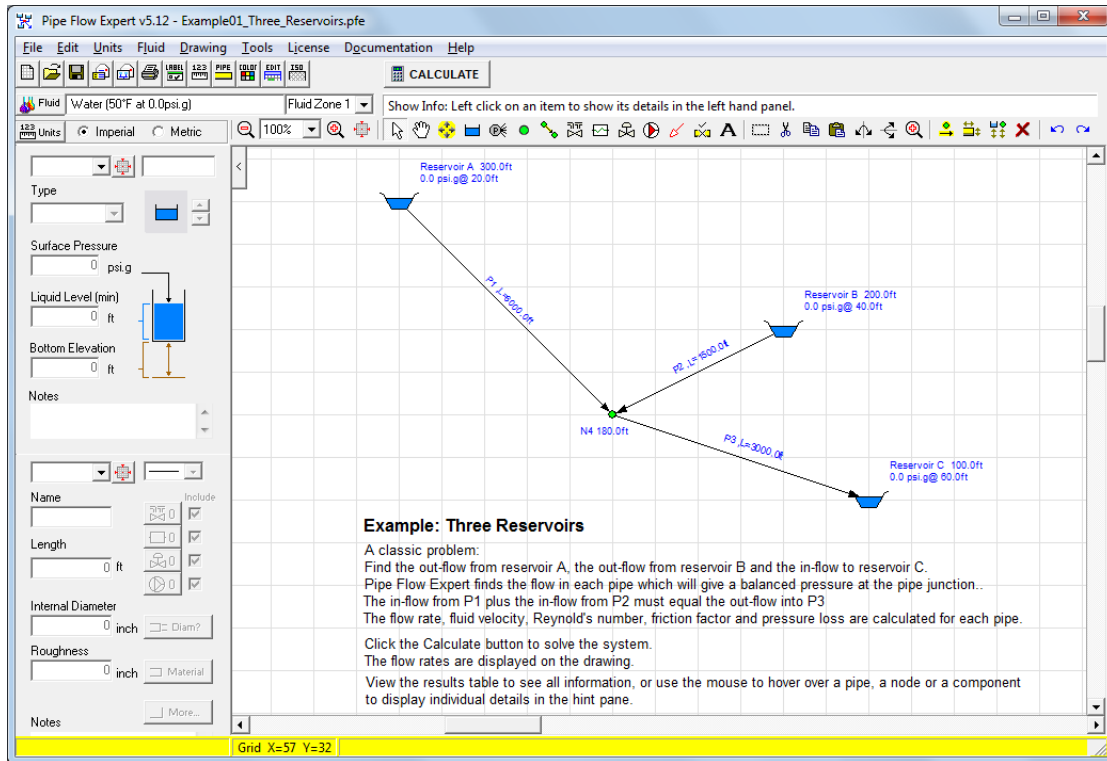 Pipe Flow Expert v5.12 - Example01_Three_Reservoirs.pfe
File Edit Units Fluid Drawing Tools License Documentation Help
LABEL 123 PIPE COLOR EDIT ISO
CALCULATE
Fluid Water (50°F at 0.0psi.g) Fluid Zone 1 Show Info: Left click on an item to show its details in the left hand panel.
123 Units Imperial Metric 100% A
<
Type
Surface Pressure
0 psi.g
Liquid Level (min)
0 ft
Bottom Elevation
0 ft
Notes
Name Include
0
Length
0
0 ft
0
0
Internal Diameter
0 inch Diam?
Roughness
0 inch Material
More...
Notes
Reservoir A 300.0ft
0.0 psi.g@ 20.0ft
P1 ,L=5000.0ft
Reservoir B 200.0ft
0.0 psi.g@ 40.0ft
P2 ,L=1500.0ft
N4 180.0ft
P3 ,L=3000.0ft
Reservoir C 100.0ft
0.0 psi.g@ 60.0ft
Example: Three Reservoirs
A classic problem:
Find the out-flow from reservoir A, the out-flow from reservoir B and the in-flow to reservoir C.
Pipe Flow Expert finds the flow in each pipe which will give a balanced pressure at the pipe junction..
The in-flow from P1 plus the in-flow from P2 must equal the out-flow into P3
The flow rate, fluid velocity, Reynold's number, friction factor and pressure loss are calculated for each pipe.
Click the Calculate button to solve the system.
The flow rates are displayed on the drawing.
View the results table to see all information, or use the mouse to hover over a pipe, a node or a component
to display individual details in the hint pane.
Grid X=57 Y=32